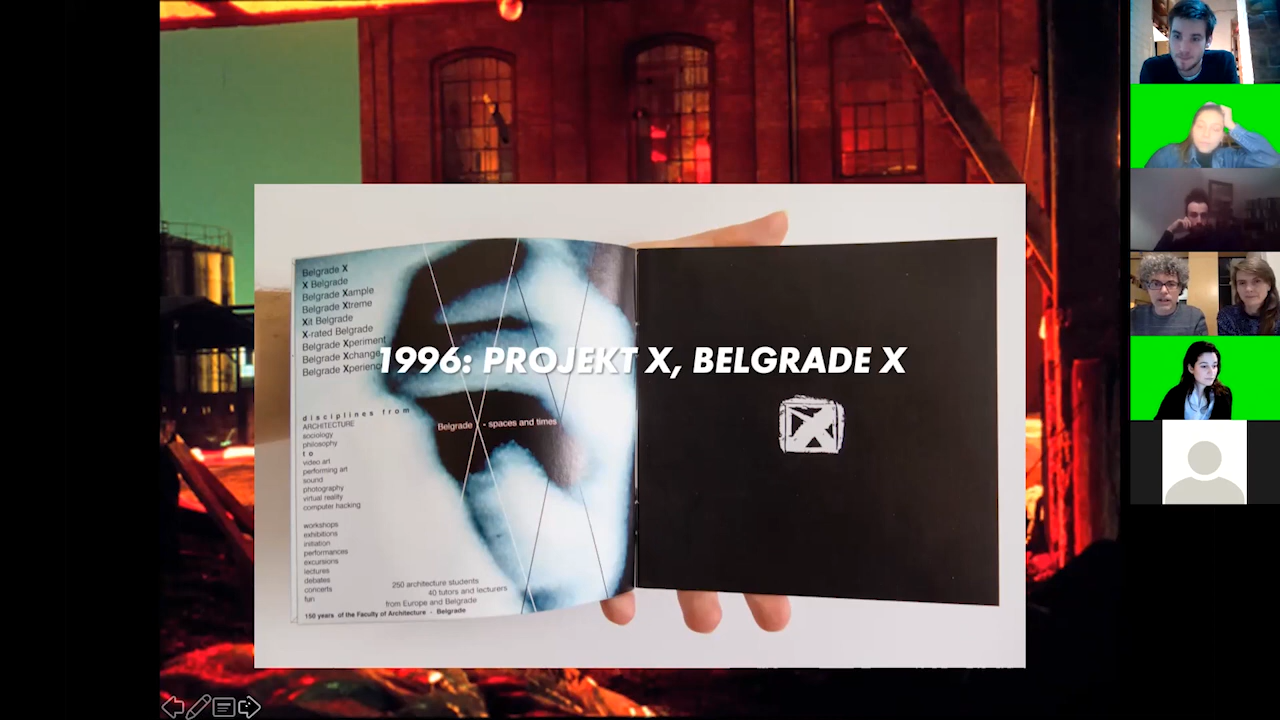 Belgrade X
X Belgrade
Belgrade Xample
Belgrade Xtreme
Xit Belgrade
X-rated Belgrade
Belgrade Xperiment
Belgrade Xchange
Belgrade Xperienc
1996: PROJEKT X, BELGRADE X
disciplines from
ARCHITECTURE
sociology
philosophy
to
video art
performing art
sound
photography
virtual reality
computer hacking
workshops
exhibitions
initiation
performances
excursions
lectures
debates
concerts
fun
Belgrade X - spaces and times
250 architecture students
40 tutors and lecturers
from Europe and Belgrade
150 years of the Faculty of Architecture - Belgrade
X